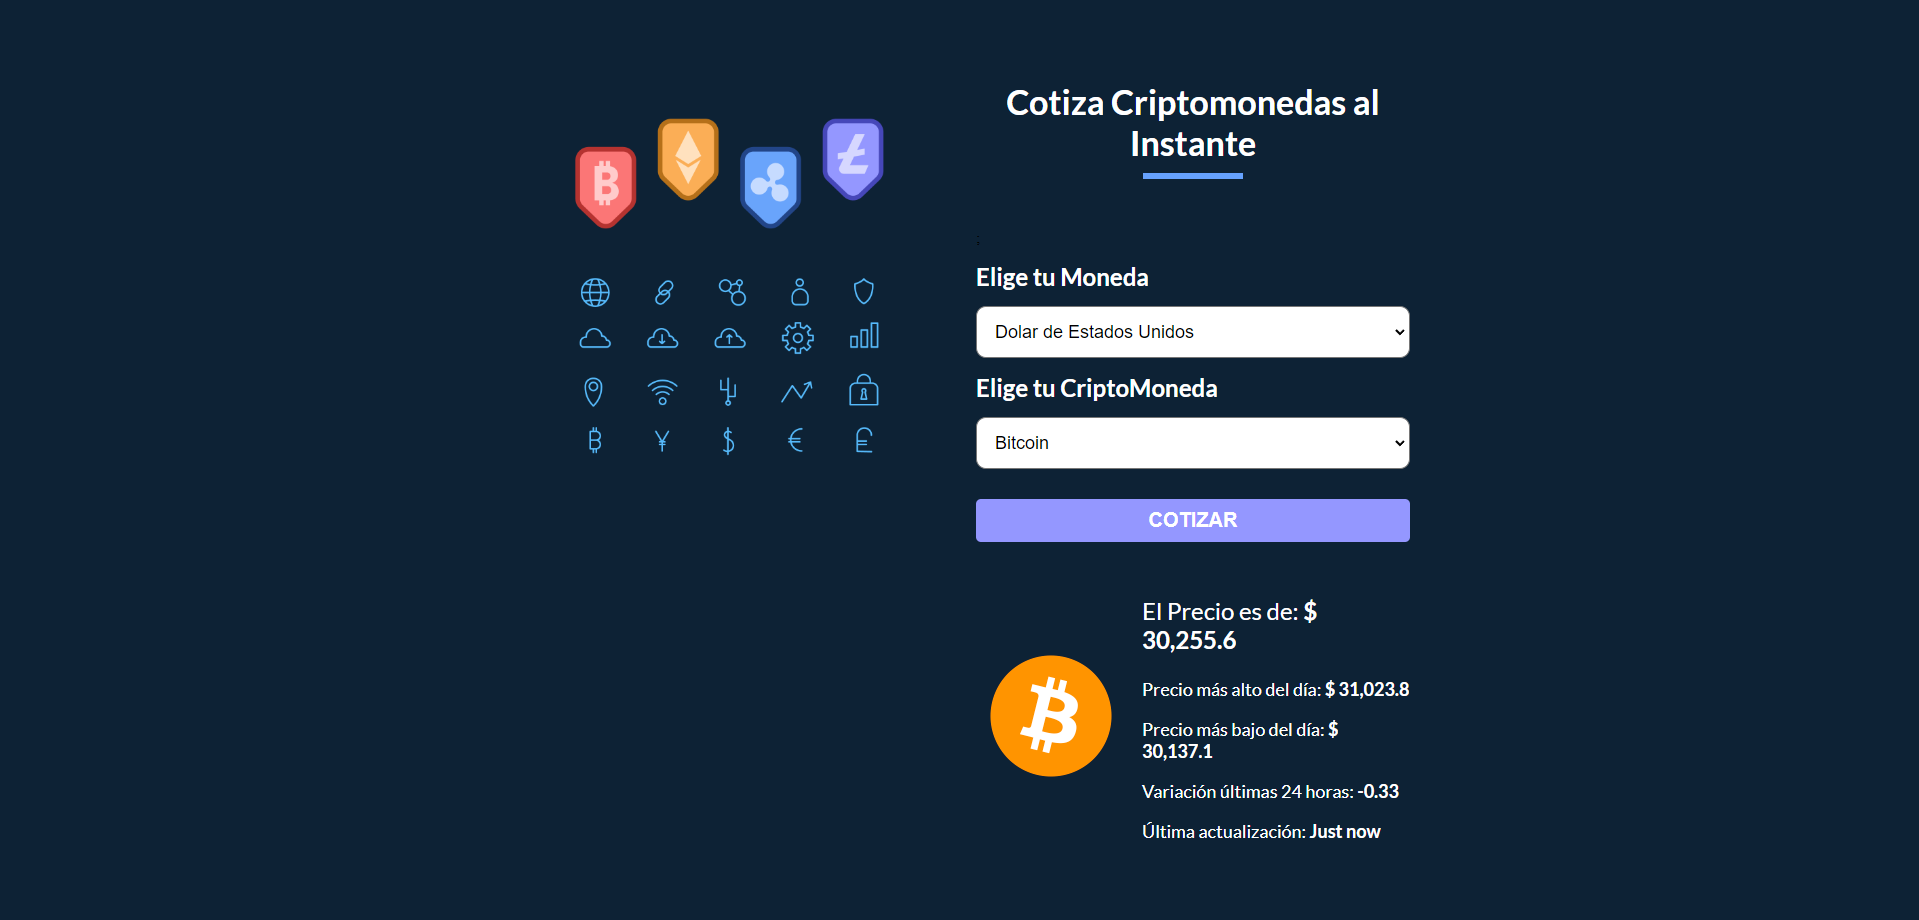 Cotiza Criptomonedas al
Instante
;
Elige tu Moneda
Dolar de Estados Unidos
Elige tu CriptoMoneda
Bitcoin
COTIZAR
El Precio es de: $
30,255.6
Precio más alto del día: $ 31,023.8
Precio más bajo del día: $
30,137.1
Variación últimas 24 horas: -0.33
Última actualización: Just now